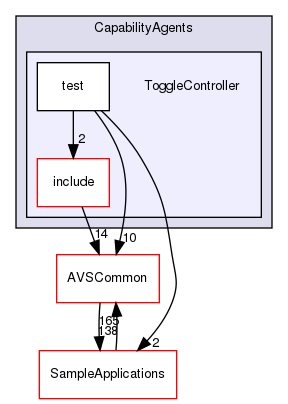 CapabilityAgents
test
ToggleController
2
include
14
10
AVSCommon
165
138
2
SampleApplications